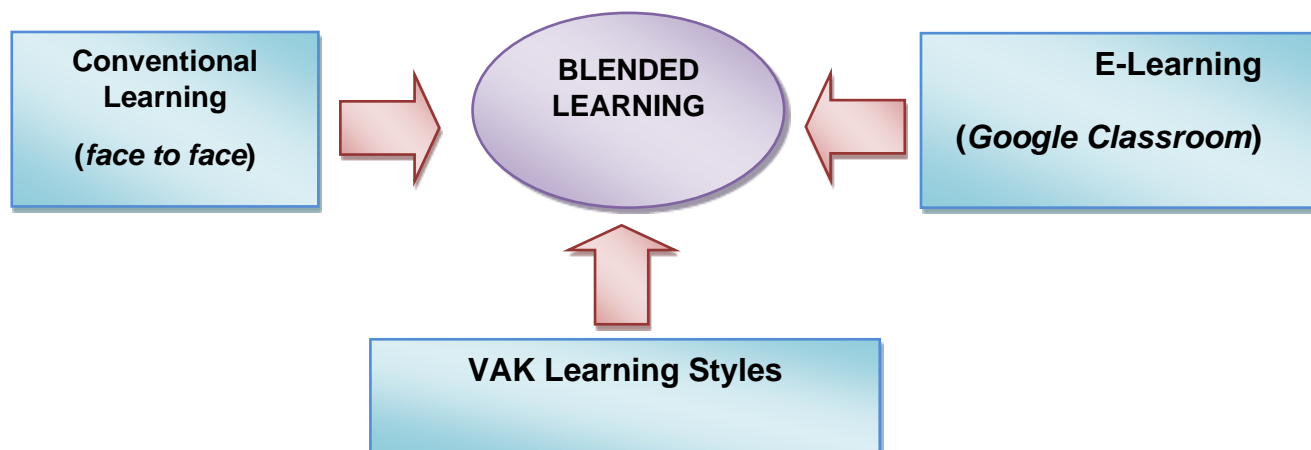 Conventional
Learning
(face to face)
BLENDED
LEARNING
E-Learning
(Google Classroom)
VAK Learning Styles